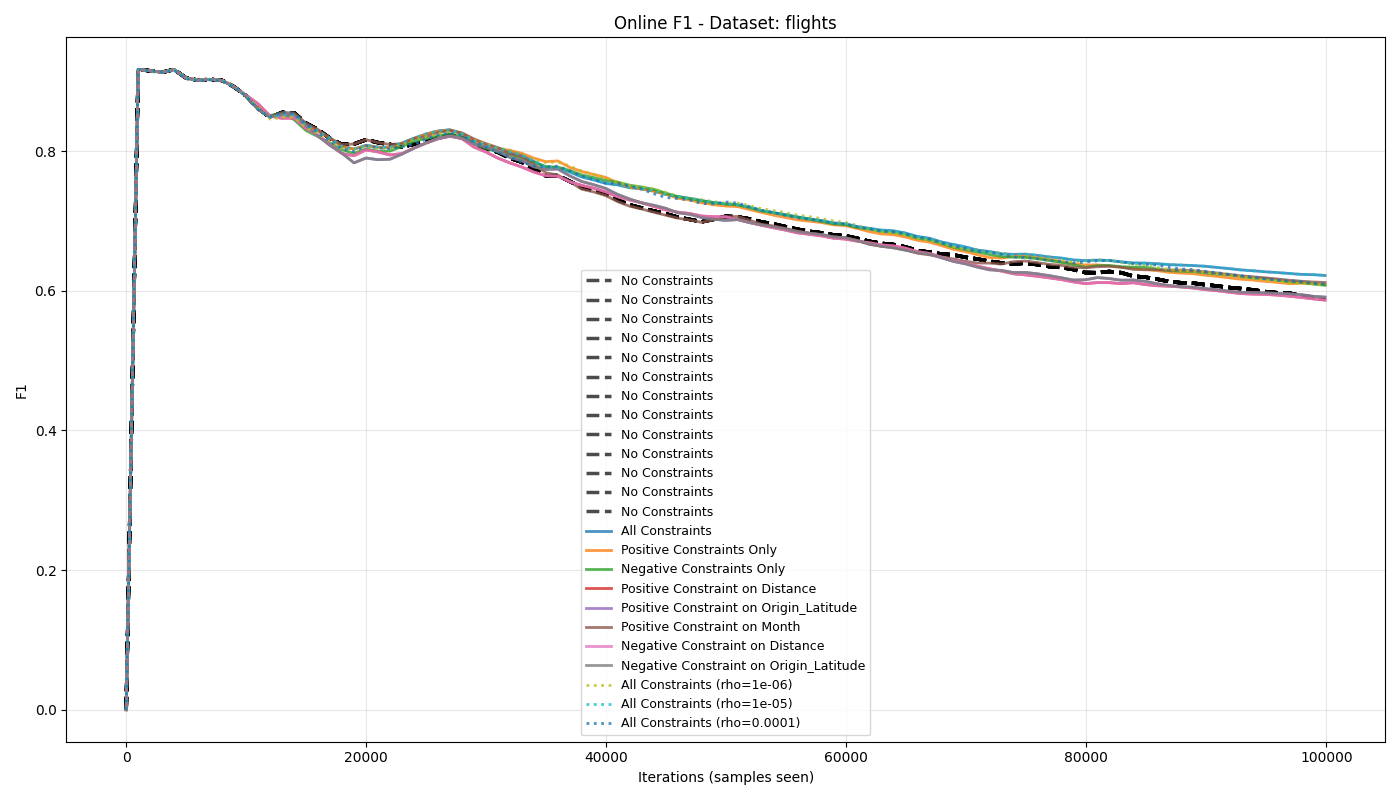 Online F1 - Dataset: flights
F1
0.8
0.6
0.4
0.2
0.0
No Constraints
No Constraints
No Constraints
No Constraints
No Constraints
No Constraints
No Constraints
No Constraints
No Constraints
No Constraints
No Constraints
No Constraints
No Constraints
All Constraints
Positive Constraints Only
Negative Constraints Only
Positive Constraint on Distance
Positive Constraint on Origin_Latitude
Positive Constraint on Month
Negative Constraint on Distance
Negative Constraint on Origin_Latitude
All Constraints (rho=1e-06)
All Constraints (rho=1e-05)
All Constraints (rho=0.0001)
0 20000 40000 60000 80000 100000
Iterations (samples seen)